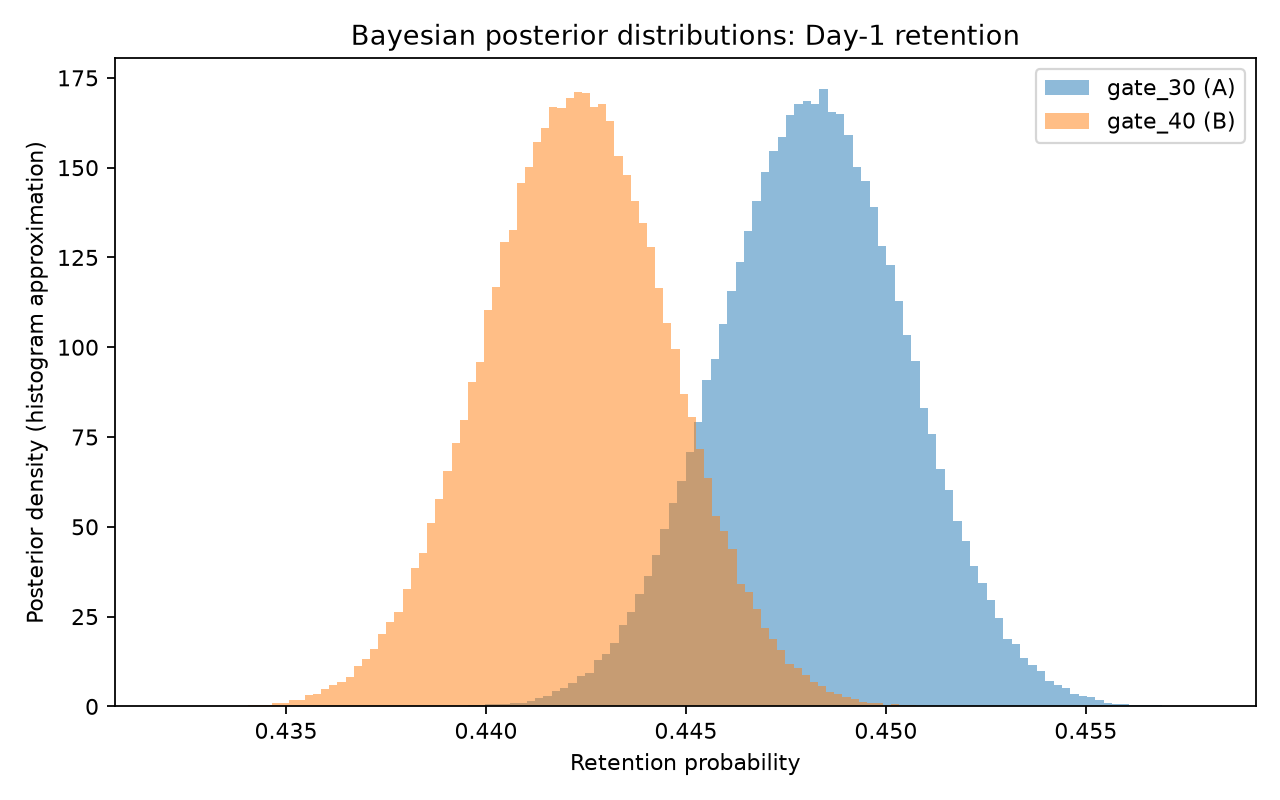 Bayesian posterior distributions: Day-1 retention
gate_30 (A)
gate_40 (B)
Posterior density (histogram approximation)
175
150
125
100
75
50
25
0
0.435 0.440 0.445 0.450 0.455
Retention probability